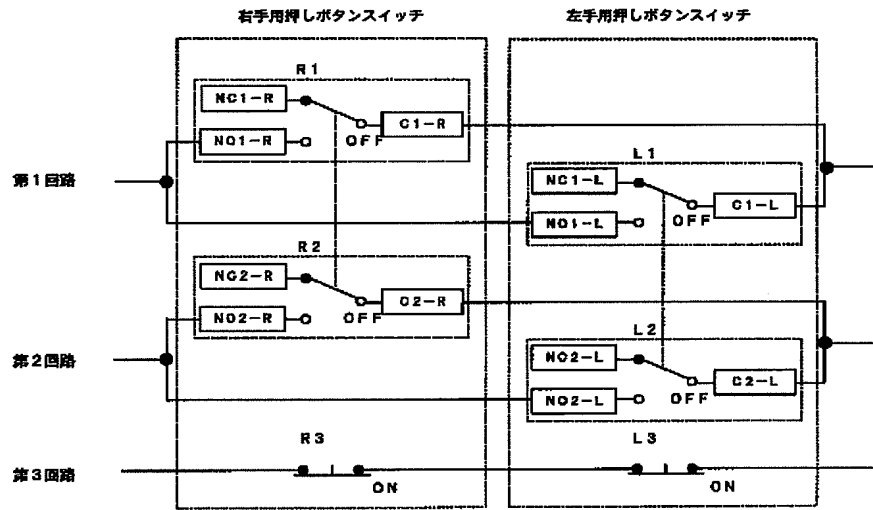 右手用押しボタンスイッチ
左手用押しボタンスイッチ
R1
NC1-R
C1-R
NO1-R
OFF
第1回路
L1
NC1-L
C1-L
NO1-L
OFF
R2
NC2-R
C2-R
NO2-R
OFF
第2回路
L2
NC2-L
C2-L
NO2-L
OFF
R3
L3
第3回路
ON
ON